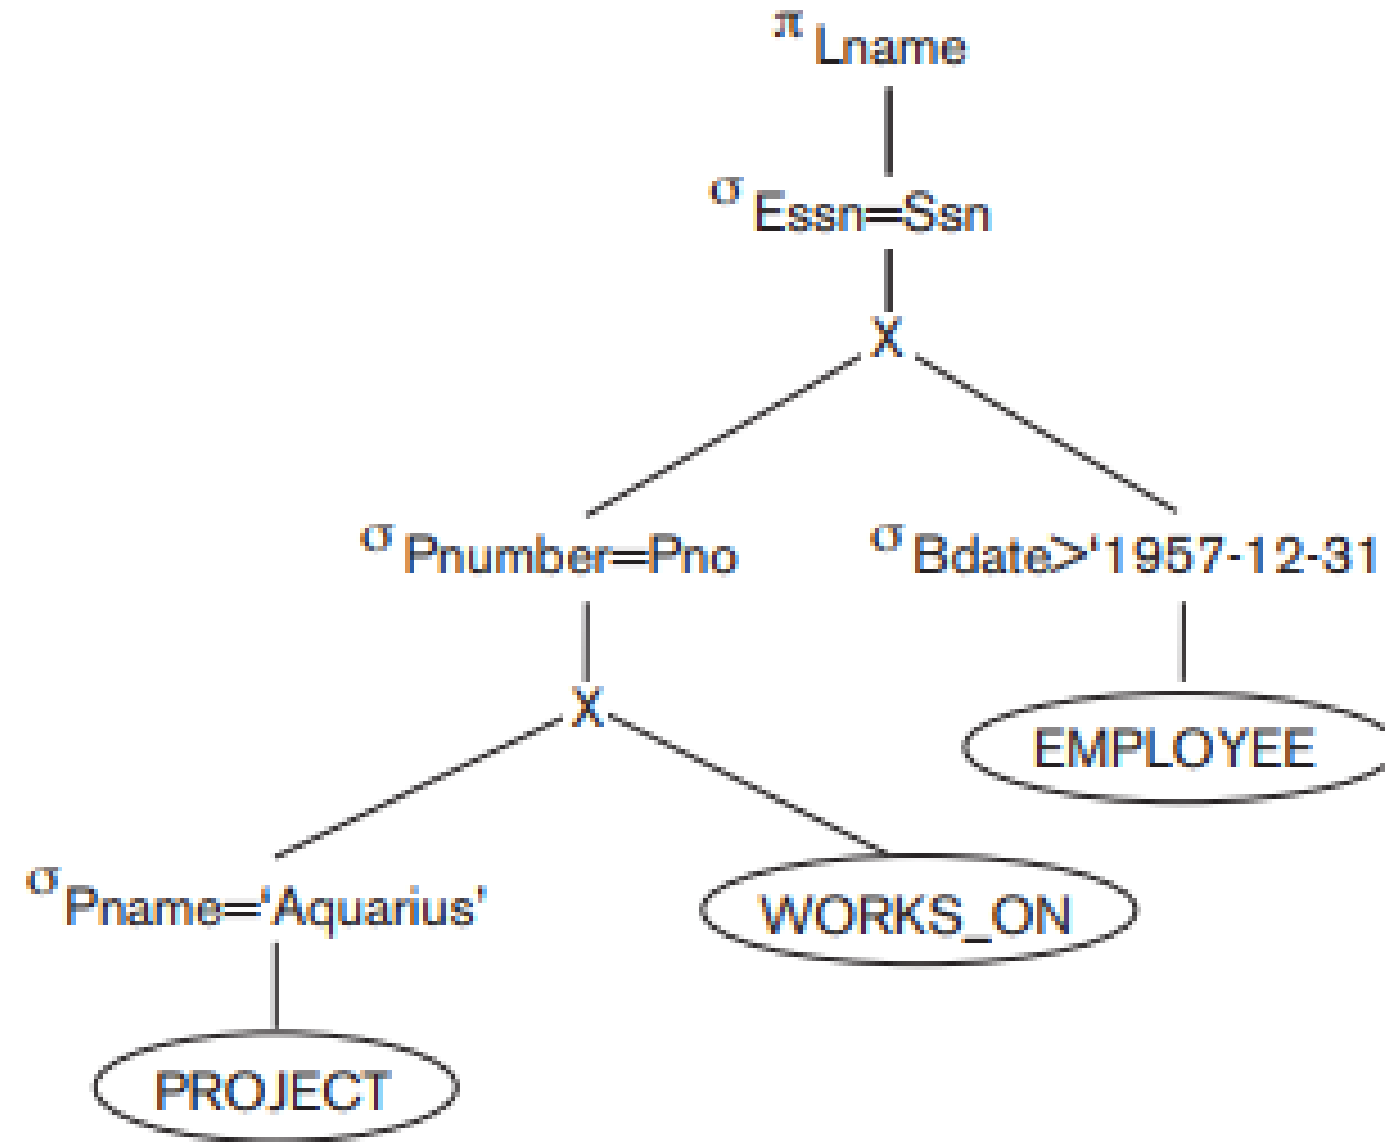 π Lname
σ Essn=Ssn
X
σ Pnumber=Pno
σ Bdate>'1957-12-31
X
EMPLOYEE
σ Pname='Aquarius'
WORKS_ON
PROJECT